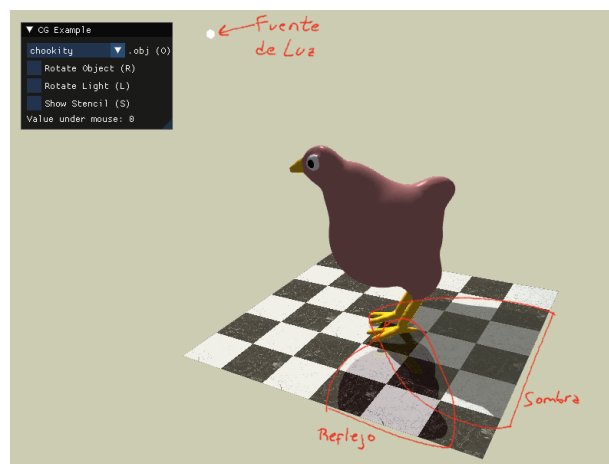 ▼ CG Example
chookity ▼ .obj (O)
Rotate Object (R)
Rotate Light (L)
Show Stencil (S)
Value under mouse: 0
Fuente
de Luz
Sombra
Reflejo